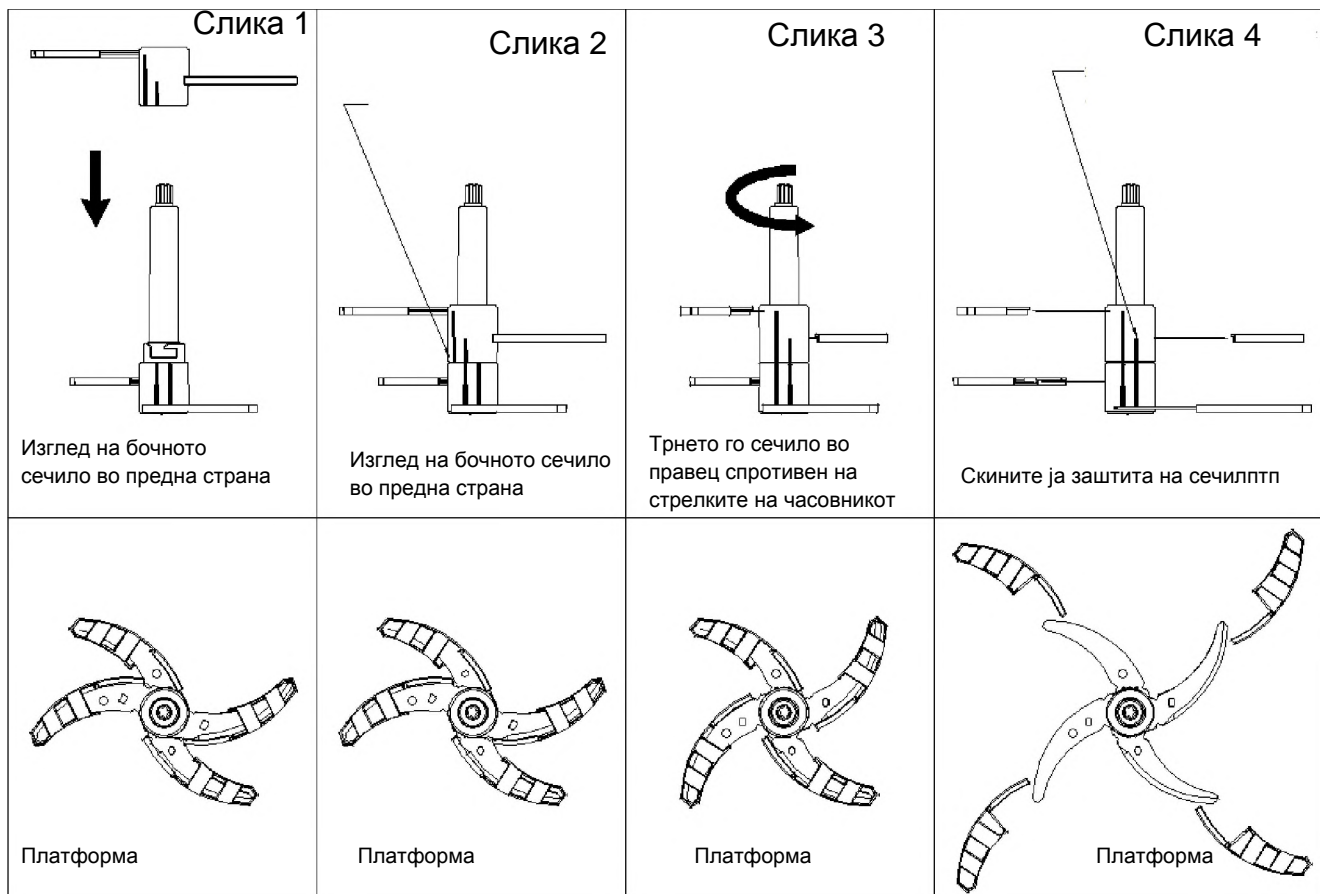 Слика 1
Слика 2
Слика 3
Слика 4
Изглед на бочното
сечило во предна страна
Изглед на бочното сечило
во предна страна
Трнето го сечило во
правец спротивен на
стрелките на часовникот
Скините ја заштита на сечилптп
Платформа
Платформа
Платформа
Платформа